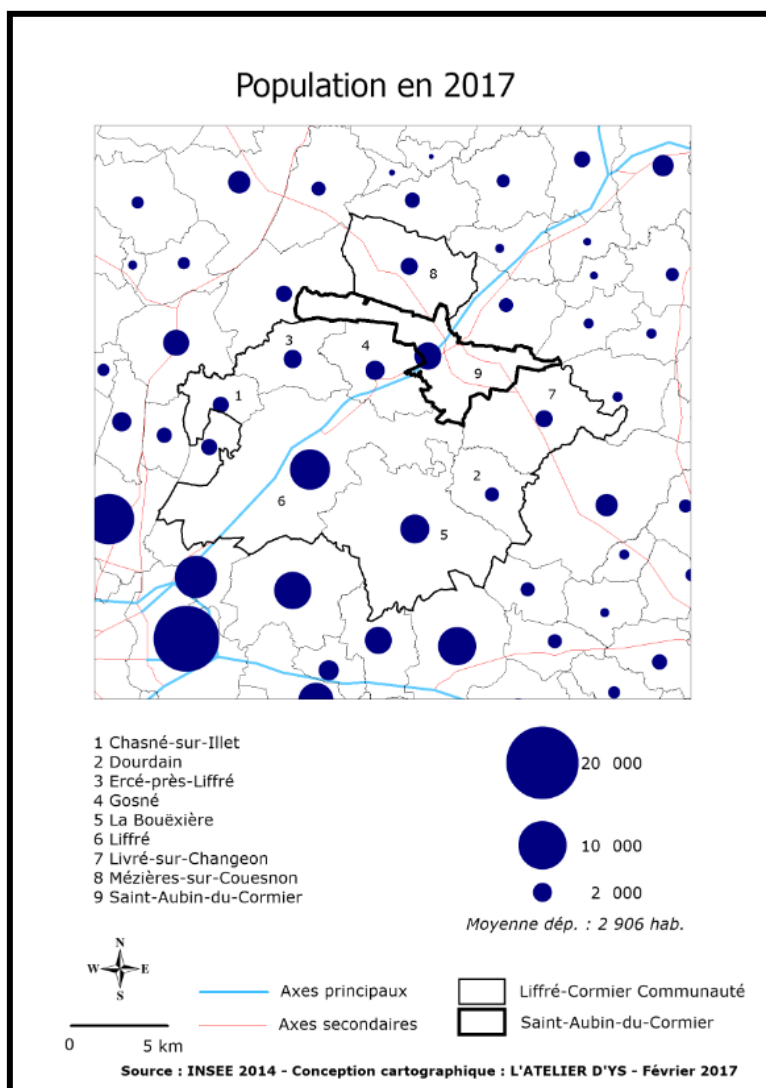 Population en 2017
8
3
4
9
1
7
2
6
5
1 Chasné-sur-Illet
2 Dourdain
3 Ercé-près-Liffré
4 Gosné
5 La Bouëxière
6 Liffré
7 Livré-sur-Changeon
8 Mézières-sur-Couesnon
9 Saint-Aubin-du-Cormier
20 000
10 000
2 000
Moyenne dép. : 2 906 hab.
N
W E
S
Axes principaux
Axes secondaires
Liffré-Cormier Communauté
Saint-Aubin-du-Cormier
0 5 km
Source : INSEE 2014 - Conception cartographique : L'ATELIER D'YS - Février 2017